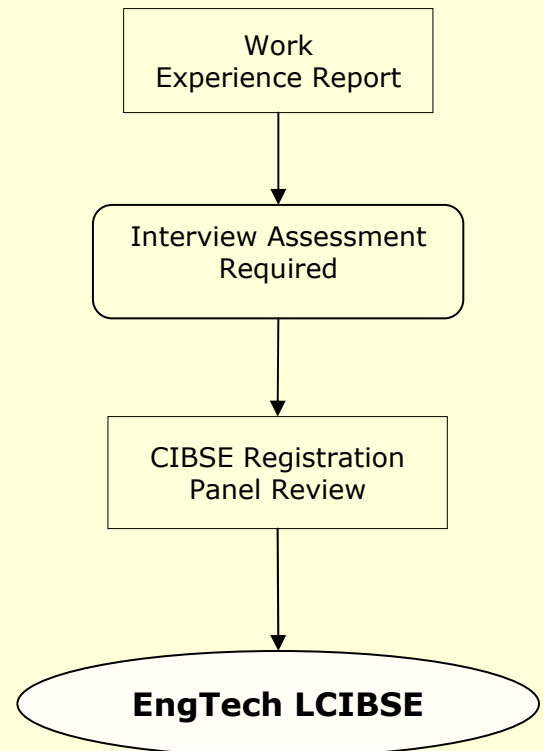 Work
Experience Report
Interview Assessment
Required
CIBSE Registration
Panel Review
EngTech LCIBSE